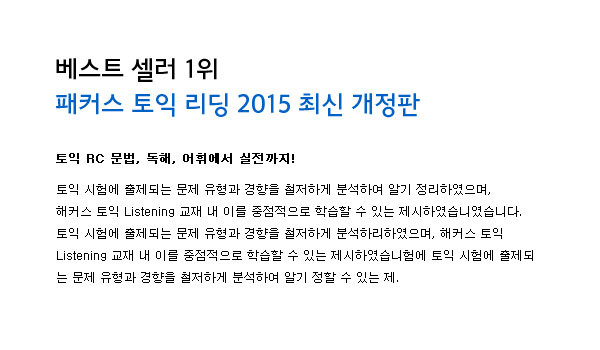 베스트 셀러 1위
패커스 토익 리딩 2015 최신 개정판
토익 RC 문법, 독해, 어휘에서 실전까지!
토익 시험에 출제되는 문제 유형과 경향을 철저하게 분석하여 알기 정리하였으며,
해커스 토익 Listening 교재 내 이를 중점적으로 학습할 수 있는 제시하였습니였습니다.
토익 시험에 출제되는 문제 유형과 경향을 철저하게 분석하리하였으며, 해커스 토익
Listening 교재 내 이를 중점적으로 학습할 수 있는 제시하였습니험에 토익 시험에 출제되
는 문제 유형과 경향을 철저하게 분석하여 알기 정할 수 있는 제.